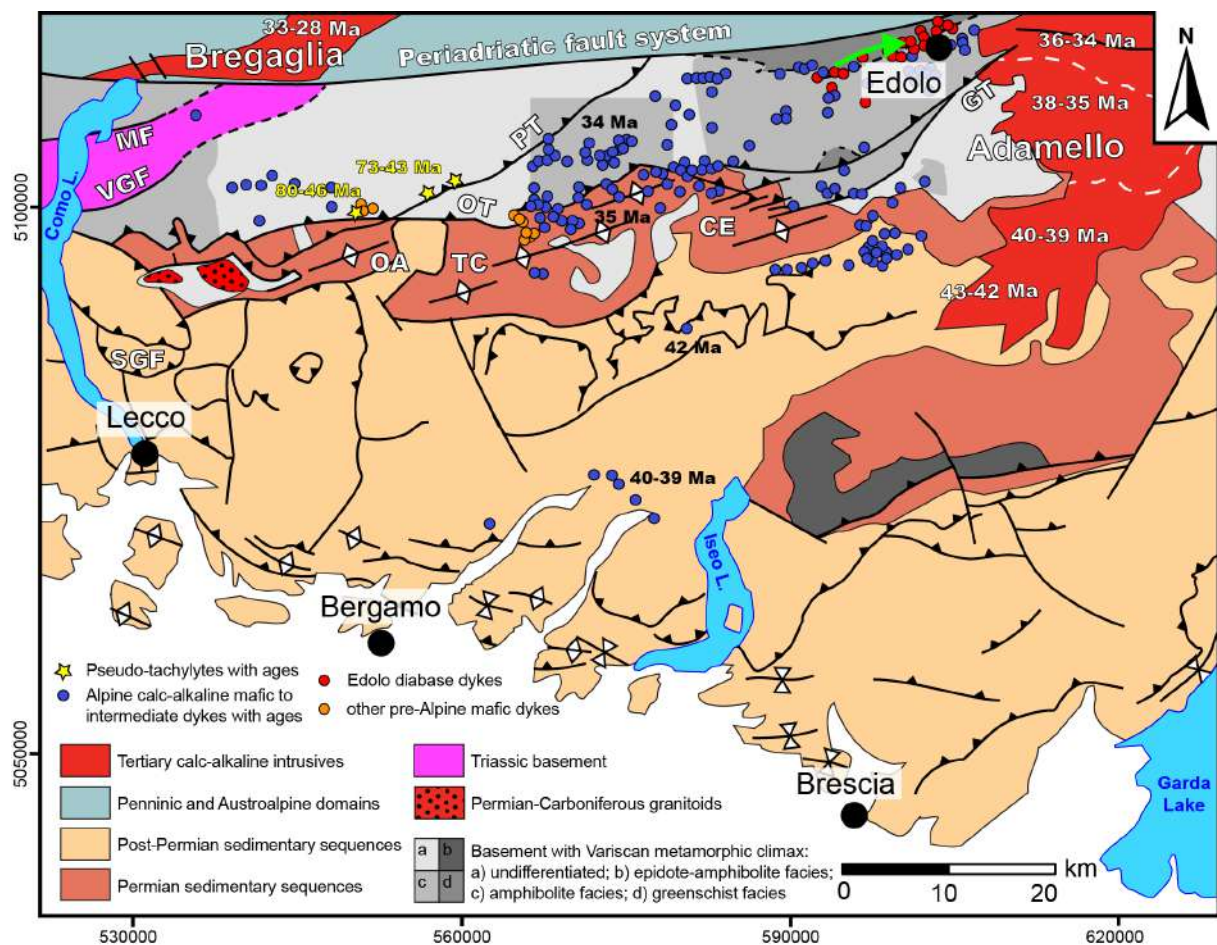 33-28 Ma
Bregaglia
Periadriatic fault system
N
36-34 Ma
Edolo
38-35 Ma
GT
Adamello
MF
VGF
PT
34 Ma
73-43 Ma
80-46 Ma
Como L.
5100000
OT
35 Ma
CE
OA
TC
40-39 Ma
43-42 Ma
SGF
42 Ma
Lecco
40-39 Ma
Iseo L.
Bergamo
Pseudo-tachylytes with ages
Alpine calc-alkaline mafic to
intermediate dykes with ages
Edolo diabase dykes
other pre-Alpine mafic dykes
5050000
Tertiary calc-alkaline intrusives
Penninic and Austroalpine domains
Post-Permian sedimentary sequences
Permian sedimentary sequences
Triassic basement
Permian-Carboniferous granitoids
a b
c d
Basement with Variscan metamorphic climax:
a) undifferentiated; b) epidote-amphibolite facies;
c) amphibolite facies; d) greenschist facies
Brescia
Garda
Lake
km
0 10 20
530000 560000 590000 620000